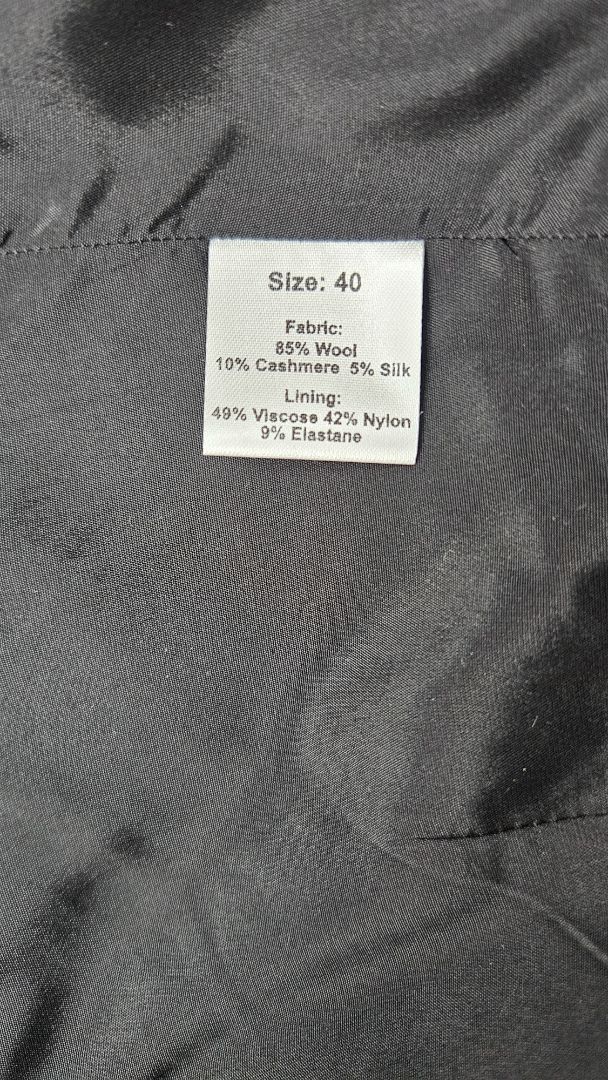 Size: 40
Fabric:
85% Wool
10% Cashmere 5% Silk
Lining:
49% Viscose 42% Nylon
9% Elastane